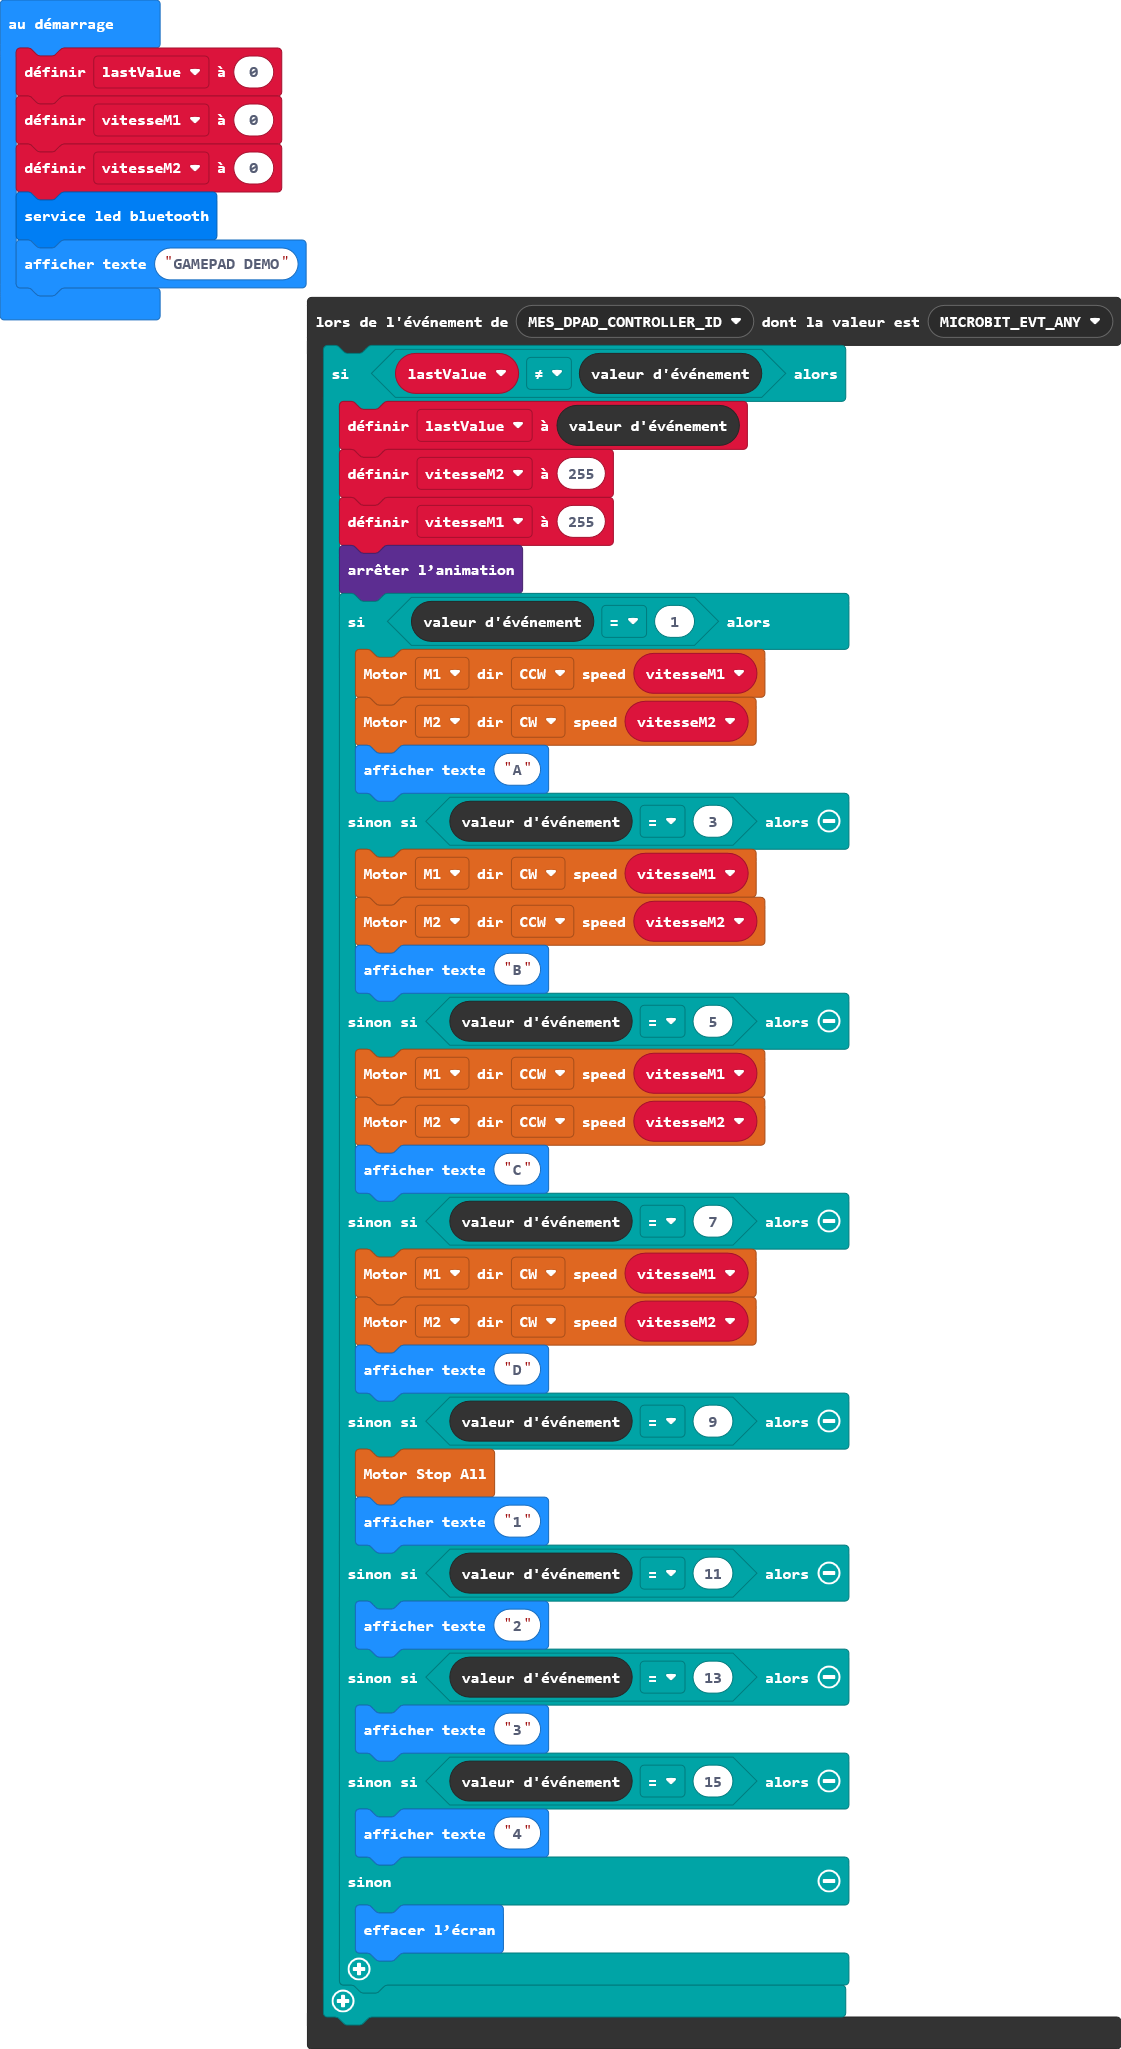 au démarrage
définir lastValue à 0
définir vitesseM1 à 0
définir vitesseM2 à 0
service led bluetooth
afficher texte "GAMEPAD DEMO"
lors de l'événement de MES_DPAD_CONTROLLER_ID dont la valeur est MICROBIT_EVT_ANY
si lastValue ≠ valeur d'événement alors
définir lastValue à valeur d'événement
définir vitesseM2 à 255
définir vitesseM1 à 255
arrêter l’animation
si valeur d'événement = 1 alors
Motor M1 dir CCW speed vitesseM1
Motor M2 dir CW speed vitesseM2
afficher texte "A"
sinon si valeur d'événement = 3 alors
Motor M1 dir CW speed vitesseM1
Motor M2 dir CCW speed vitesseM2
afficher texte "B"
sinon si valeur d'événement = 5 alors
Motor M1 dir CCW speed vitesseM1
Motor M2 dir CCW speed vitesseM2
afficher texte "C"
sinon si valeur d'événement = 7 alors
Motor M1 dir CW speed vitesseM1
Motor M2 dir CW speed vitesseM2
afficher texte "D"
sinon si valeur d'événement = 9 alors
Motor Stop All
afficher texte "1"
sinon si valeur d'événement = 11 alors
afficher texte "2"
sinon si valeur d'événement = 13 alors
afficher texte "3"
sinon si valeur d'événement = 15 alors
afficher texte "4"
sinon
effacer l’écran